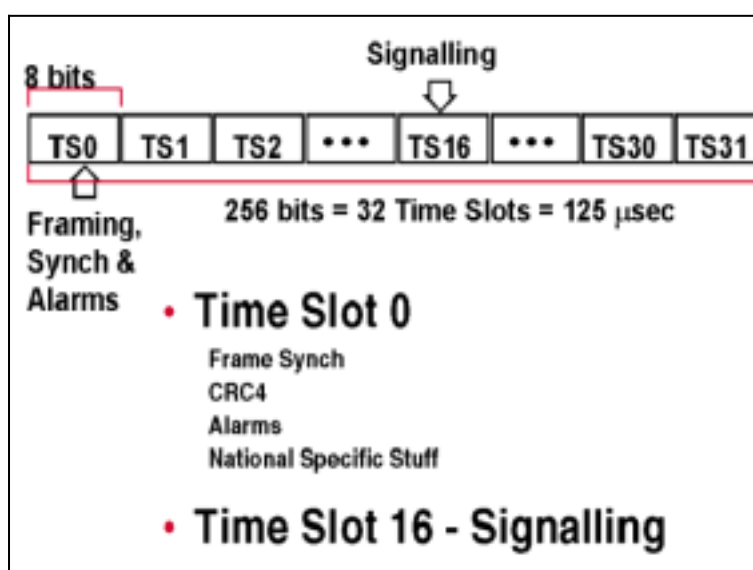 Signalling
8 bits
TS0 TS1 TS2 ••• TS16 ••• TS30 TS31
256 bits = 32 Time Slots = 125 μsec
Framing,
Synch &
Alarms
• Time Slot 0
Frame Synch
CRC4
Alarms
National Specific Stuff
• Time Slot 16 - Signalling